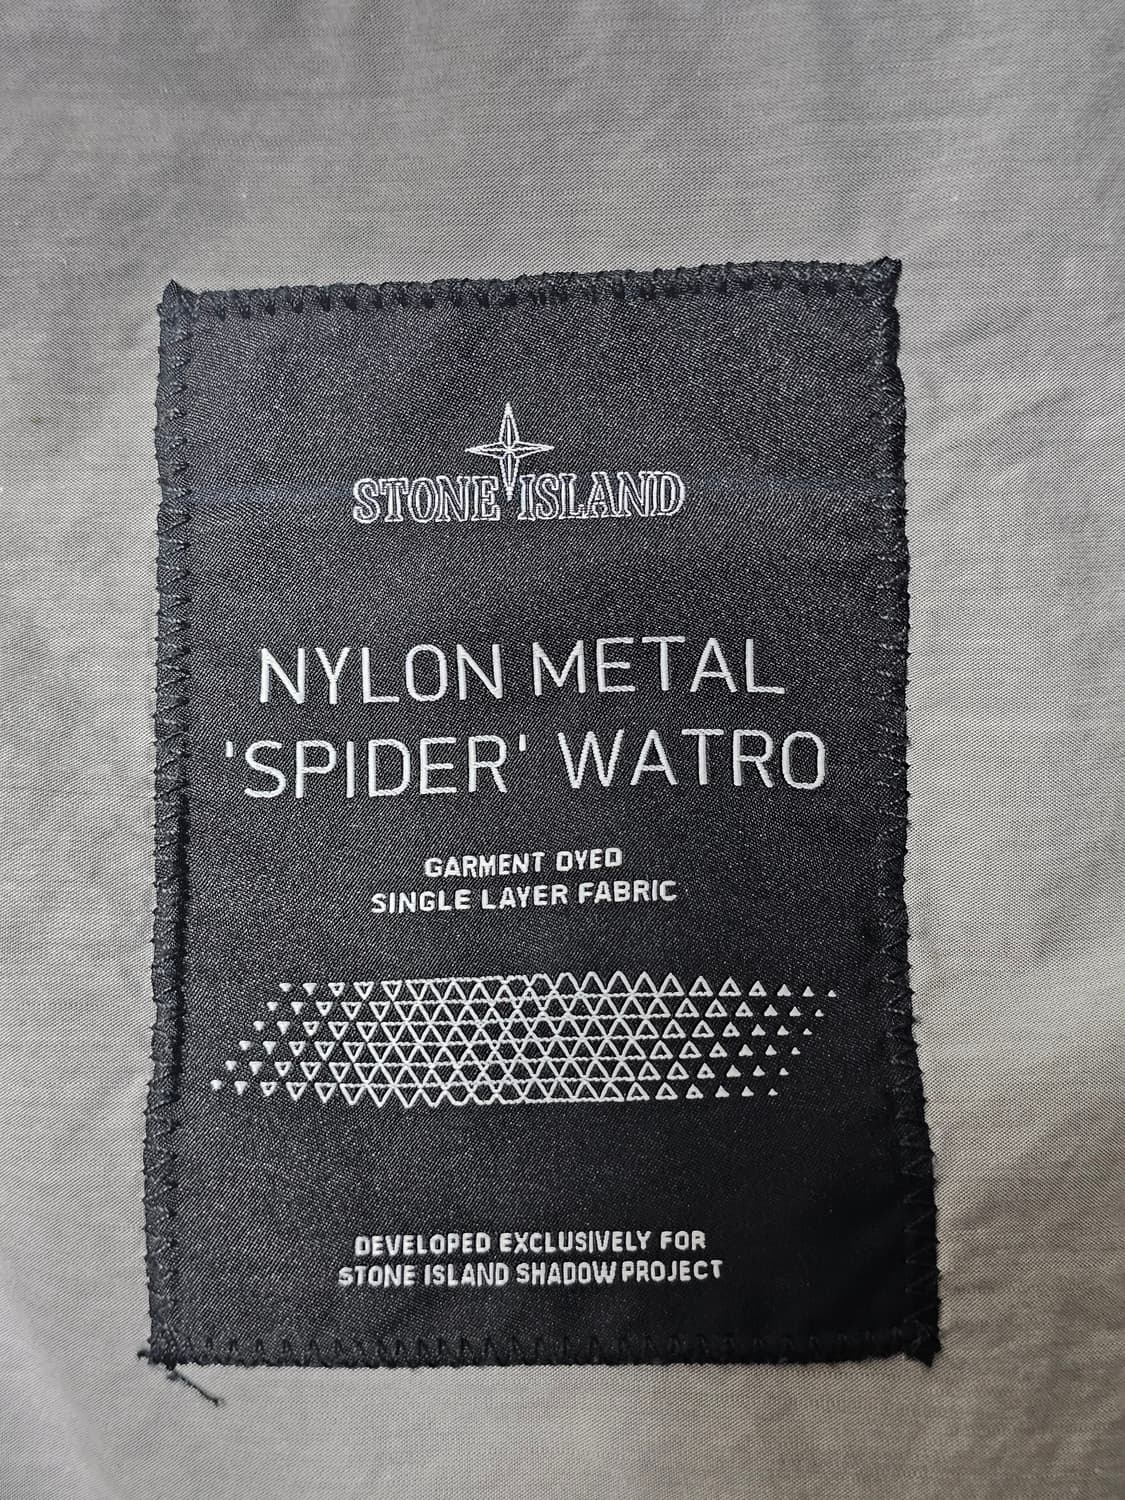 STONE ISLAND
NYLON METAL
'SPIDER' WATRO
GARMENT DYED
SINGLE LAYER FABRIC
DEVELOPED EXCLUSIVELY FOR
STONE ISLAND SHADOW PROJECT